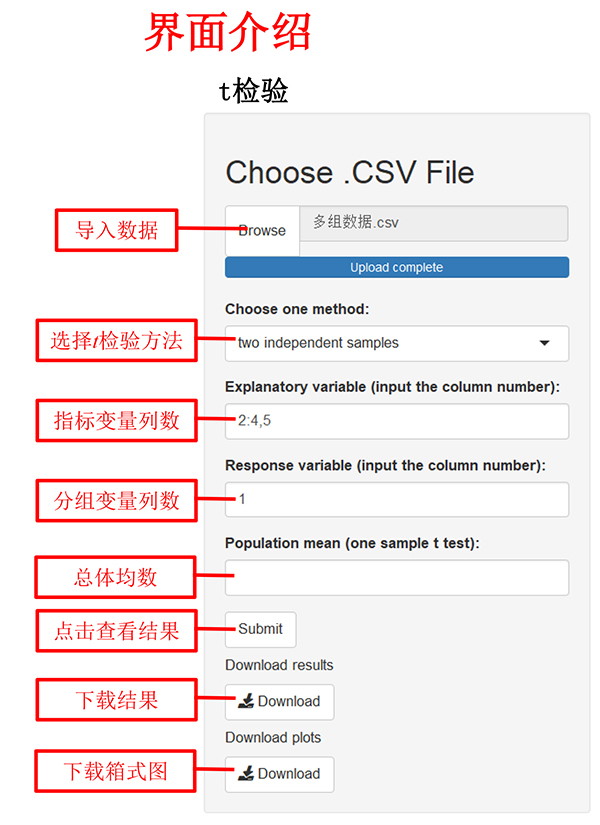 界面介绍
t检验
Choose .CSV File
导入数据
Browse
多组数据.csv
Upload complete
Choose one method:
选择t检验方法
two independent samples
Explanatory variable (input the column number):
指标变量列数
2:4,5
Response variable (input the column number):
分组变量列数
1
Population mean (one sample t test):
总体均数
点击查看结果
Submit
Download results
下载结果
Download
Download plots
下载箱式图
Download